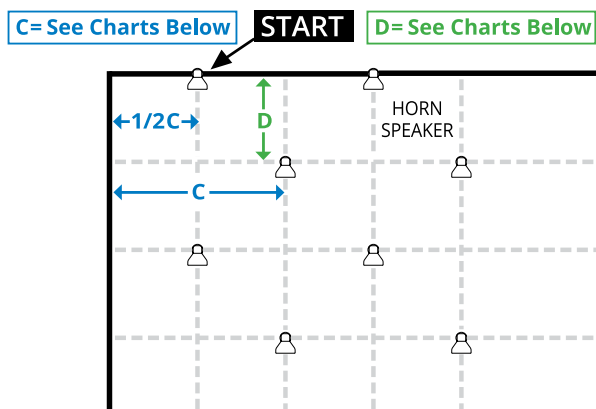 C= See Charts Below
START
D= See Charts Below
1/2C
D
HORN
SPEAKER
C